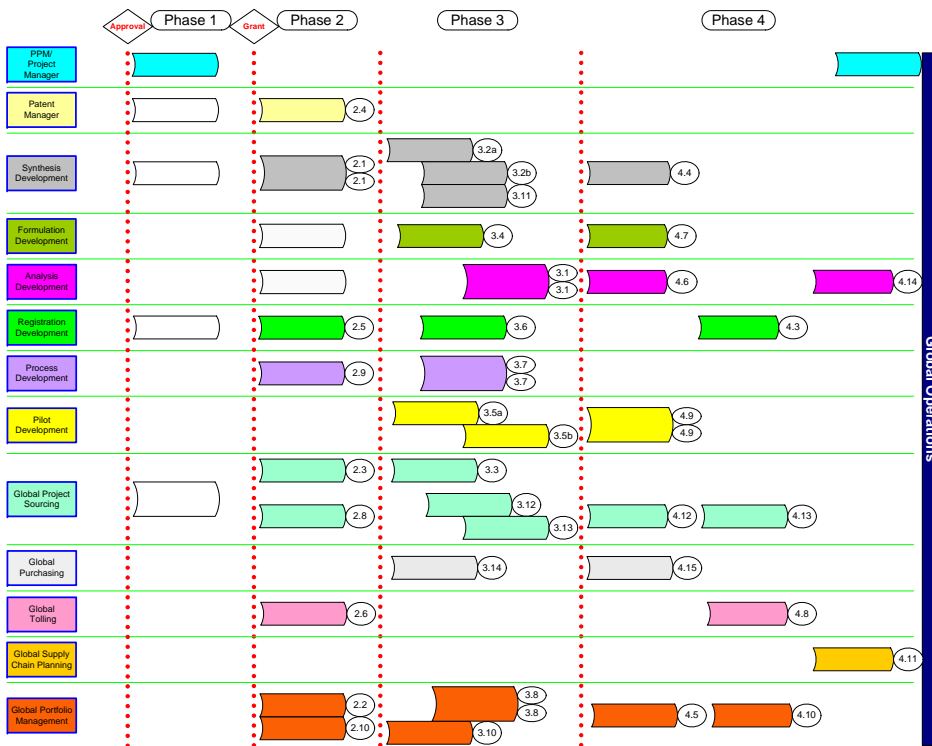 Approval
Phase 1
Grant
Phase 2
Phase 3
Phase 4
PPM/
Project
Manager
Patent
Manager
2.4
Synthesis
Development
2.1
2.1
3.2a
3.2b
3.11
4.4
Formulation
Development
3.4
4.7
Analysis
Development
3.1
3.1
4.6
4.14
Registration
Development
2.5
3.6
4.3
Process
Development
2.9
3.7
3.7
Pilot
Development
3.5a
3.5b
4.9
4.9
Global Project
Sourcing
2.3
2.8
3.3
3.12
3.13
4.12
4.13
Global
Purchasing
3.14
4.15
Global
Tolling
2.6
4.8
Global Supply
Chain Planning
4.11
Global Portfolio
Management
2.2
2.10
3.8
3.8
3.10
4.5
4.10
Global Operations